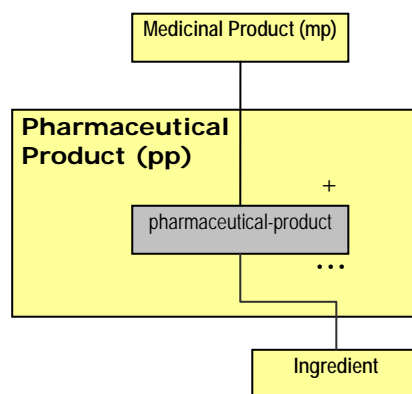 Medicinal Product (mp)
Pharmaceutical
Product (pp)
+
pharmaceutical-product
...
Ingredient